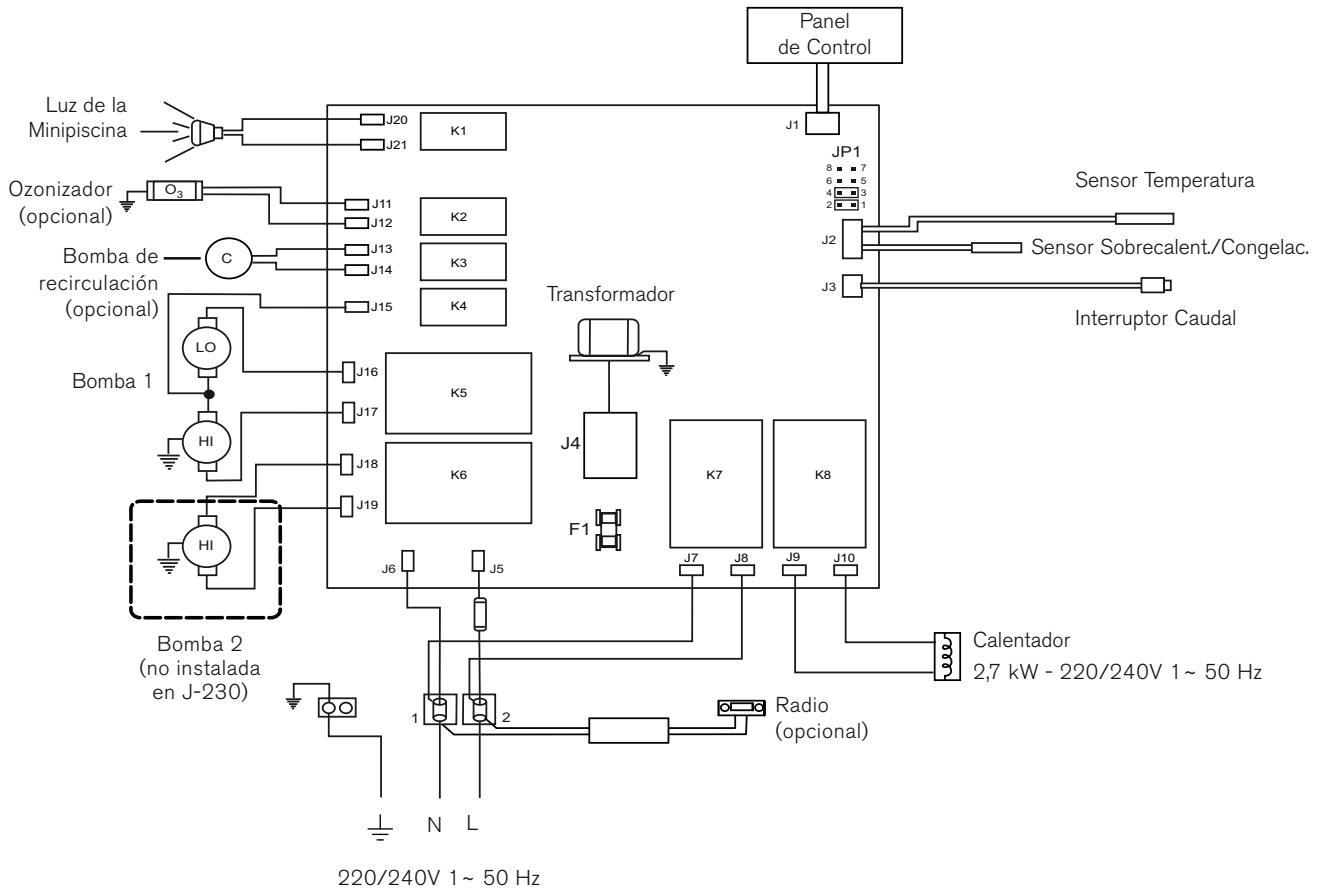 Panel
de Control
Luz de la
Minipiscina
J20
J21
K1
J1
JP1
8 7
6 5
4 3
2 1
Ozonizador
(opcional)
O3
J11
J12
K2
Sensor Temperatura
J2
Sensor Sobrecalent./Congelac.
Bomba de
recirculación
(opcional)
C
J13
J14
K3
J3
Interruptor Caudal
J15
K4
Transformador
LO
Bomba 1
HI
J16
J17
K5
J4
K7
K8
J18
J19
K6
HI
F1
J6
J5
J7
J8
J9
J10
Bomba 2
(no instalada
en J-230)
Calentador
2,7 kW - 220/240V 1~ 50 Hz
1
2
Radio
(opcional)
N
L
220/240V 1~ 50 Hz